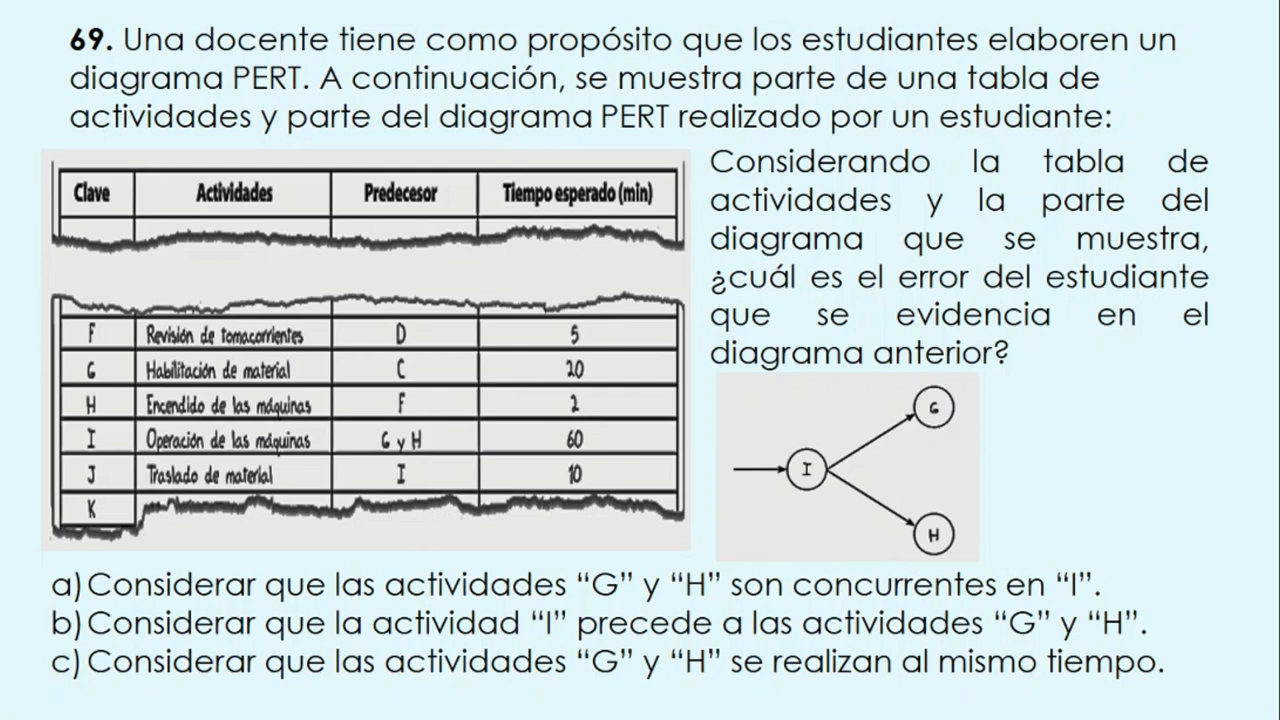 69. Una docente tiene como propósito que los estudiantes elaboren un
diagrama PERT. A continuación, se muestra parte de una tabla de
actividades y parte del diagrama PERT realizado por un estudiante:
Clave Actividades Predecesor Tiempo esperado (min)
F Revisión de tomacorrientes D 5
G Habilitación de material C 20
H Encendido de las máquinas F 2
I Operación de las máquinas G y H 60
J Traslado de material I 10
K
Considerando la tabla de
actividades y la parte del
diagrama que se muestra,
¿cuál es el error del estudiante
que se evidencia en el
diagrama anterior?
G
I
H
a) Considerar que las actividades “G” y “H” son concurrentes en “I”.
b) Considerar que la actividad “I” precede a las actividades “G” y “H”.
c) Considerar que las actividades “G” y “H” se realizan al mismo tiempo.